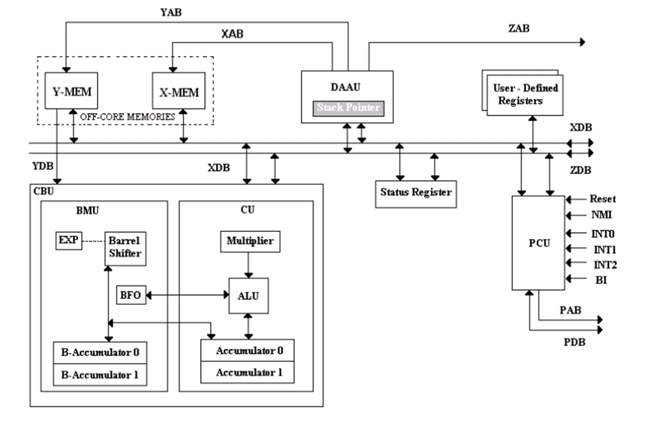 YAB
XAB
ZAB
Y-MEM
X-MEM
OFF-CORE MEMORIES
DAAU
Stack Pointer
User - Defined
Registers
XDB
ZDB
YDB
XDB
Status Register
CBU
BMU
CU
EXP
Barrel
Shifter
Multiplier
BFO
ALU
B-Accumulator 0
B-Accumulator 1
Accumulator 0
Accumulator 1
PCU
Reset
NMI
INT0
INT1
INT2
BI
PAB
PDB